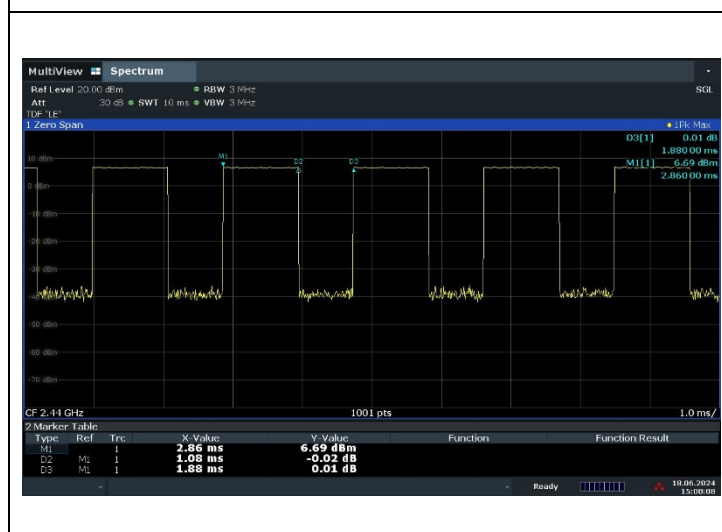 MultiView Spectrum
Ref Level 20.00 dBm RBW 3 MHz SGL
Att 30 dB SWT 10 ms VBW 3 MHz
TDF "LE"
1 Zero Span 1Pk Max
D3[1] 0.01 dB
1.880 00 ms
M1[1] 6.69 dBm
2.860 00 ms
M1
D2
D3
10 dBm
0 dBm
-10 dBm
-20 dBm
-30 dBm
-40 dBm
-50 dBm
-60 dBm
-70 dBm
CF 2.44 GHz 1001 pts 1.0 ms/
2 Marker Table
Type Ref Trc X-Value Y-Value Function Function Result
M1 1 2.86 ms 6.69 dBm
D2 M1 1 1.08 ms -0.02 dB
D3 M1 1 1.88 ms 0.01 dB
Ready 18.06.2024
15:00:08